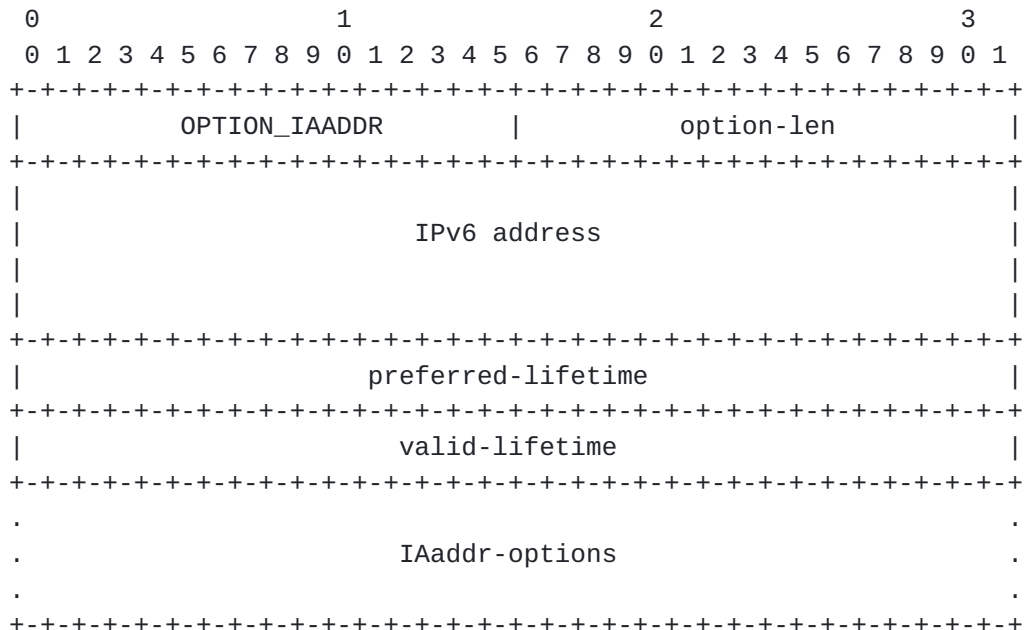 0                   1                   2                   3
 0 1 2 3 4 5 6 7 8 9 0 1 2 3 4 5 6 7 8 9 0 1 2 3 4 5 6 7 8 9 0 1
+-+-+-+-+-+-+-+-+-+-+-+-+-+-+-+-+-+-+-+-+-+-+-+-+-+-+-+-+-+-+-+-+
|          OPTION_IAADDR        |          option-len           |
+-+-+-+-+-+-+-+-+-+-+-+-+-+-+-+-+-+-+-+-+-+-+-+-+-+-+-+-+-+-+-+-+
|                                                               |
|                         IPv6 address                          |
|                                                               |
|                                                               |
+-+-+-+-+-+-+-+-+-+-+-+-+-+-+-+-+-+-+-+-+-+-+-+-+-+-+-+-+-+-+-+-+
|                      preferred-lifetime                       |
+-+-+-+-+-+-+-+-+-+-+-+-+-+-+-+-+-+-+-+-+-+-+-+-+-+-+-+-+-+-+-+-+
|                        valid-lifetime                         |
+-+-+-+-+-+-+-+-+-+-+-+-+-+-+-+-+-+-+-+-+-+-+-+-+-+-+-+-+-+-+-+-+
.                                                               .
.                        IAaddr-options                         .
.                                                               .
+-+-+-+-+-+-+-+-+-+-+-+-+-+-+-+-+-+-+-+-+-+-+-+-+-+-+-+-+-+-+-+-+